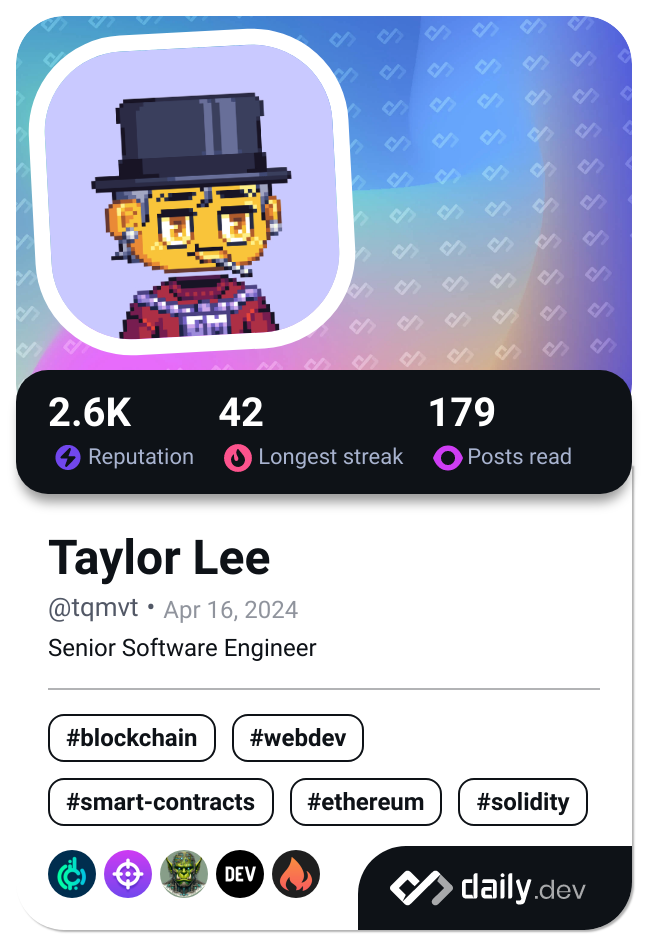 GM
2.6K 42 179
Reputation Longest streak Posts read
Taylor Lee
@tqmvt • Apr 16, 2024
Senior Software Engineer
#blockchain #webdev
#smart-contracts #ethereum #solidity
DEV
daily.dev